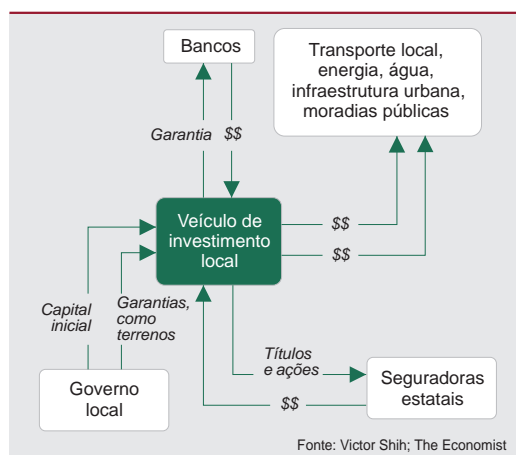 Bancos
Transporte local,
energia, água,
infraestrutura urbana,
moradias públicas
Garantia
$$
Veículo de
investimento
local
$$
$$
Capital
inicial
Garantias,
como
terrenos
Títulos
e ações
Governo
local
$$
Seguradoras
estatais
Fonte: Victor Shih; The Economist